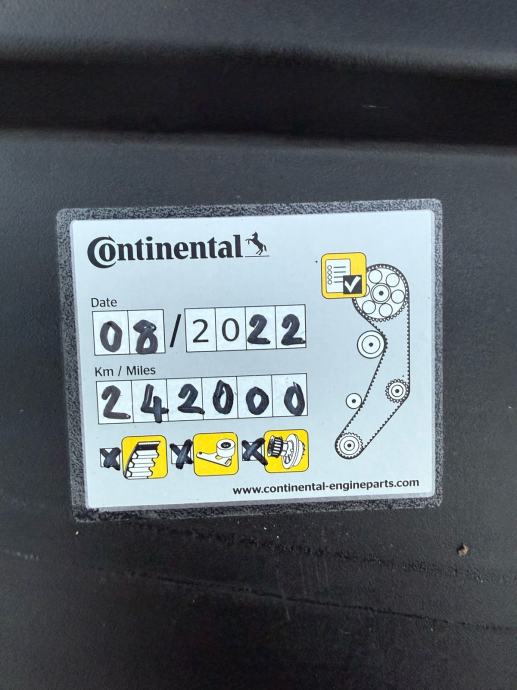 Continental
Date
08/2022
Km / Miles
242000
x x x
www.continental-engineparts.com